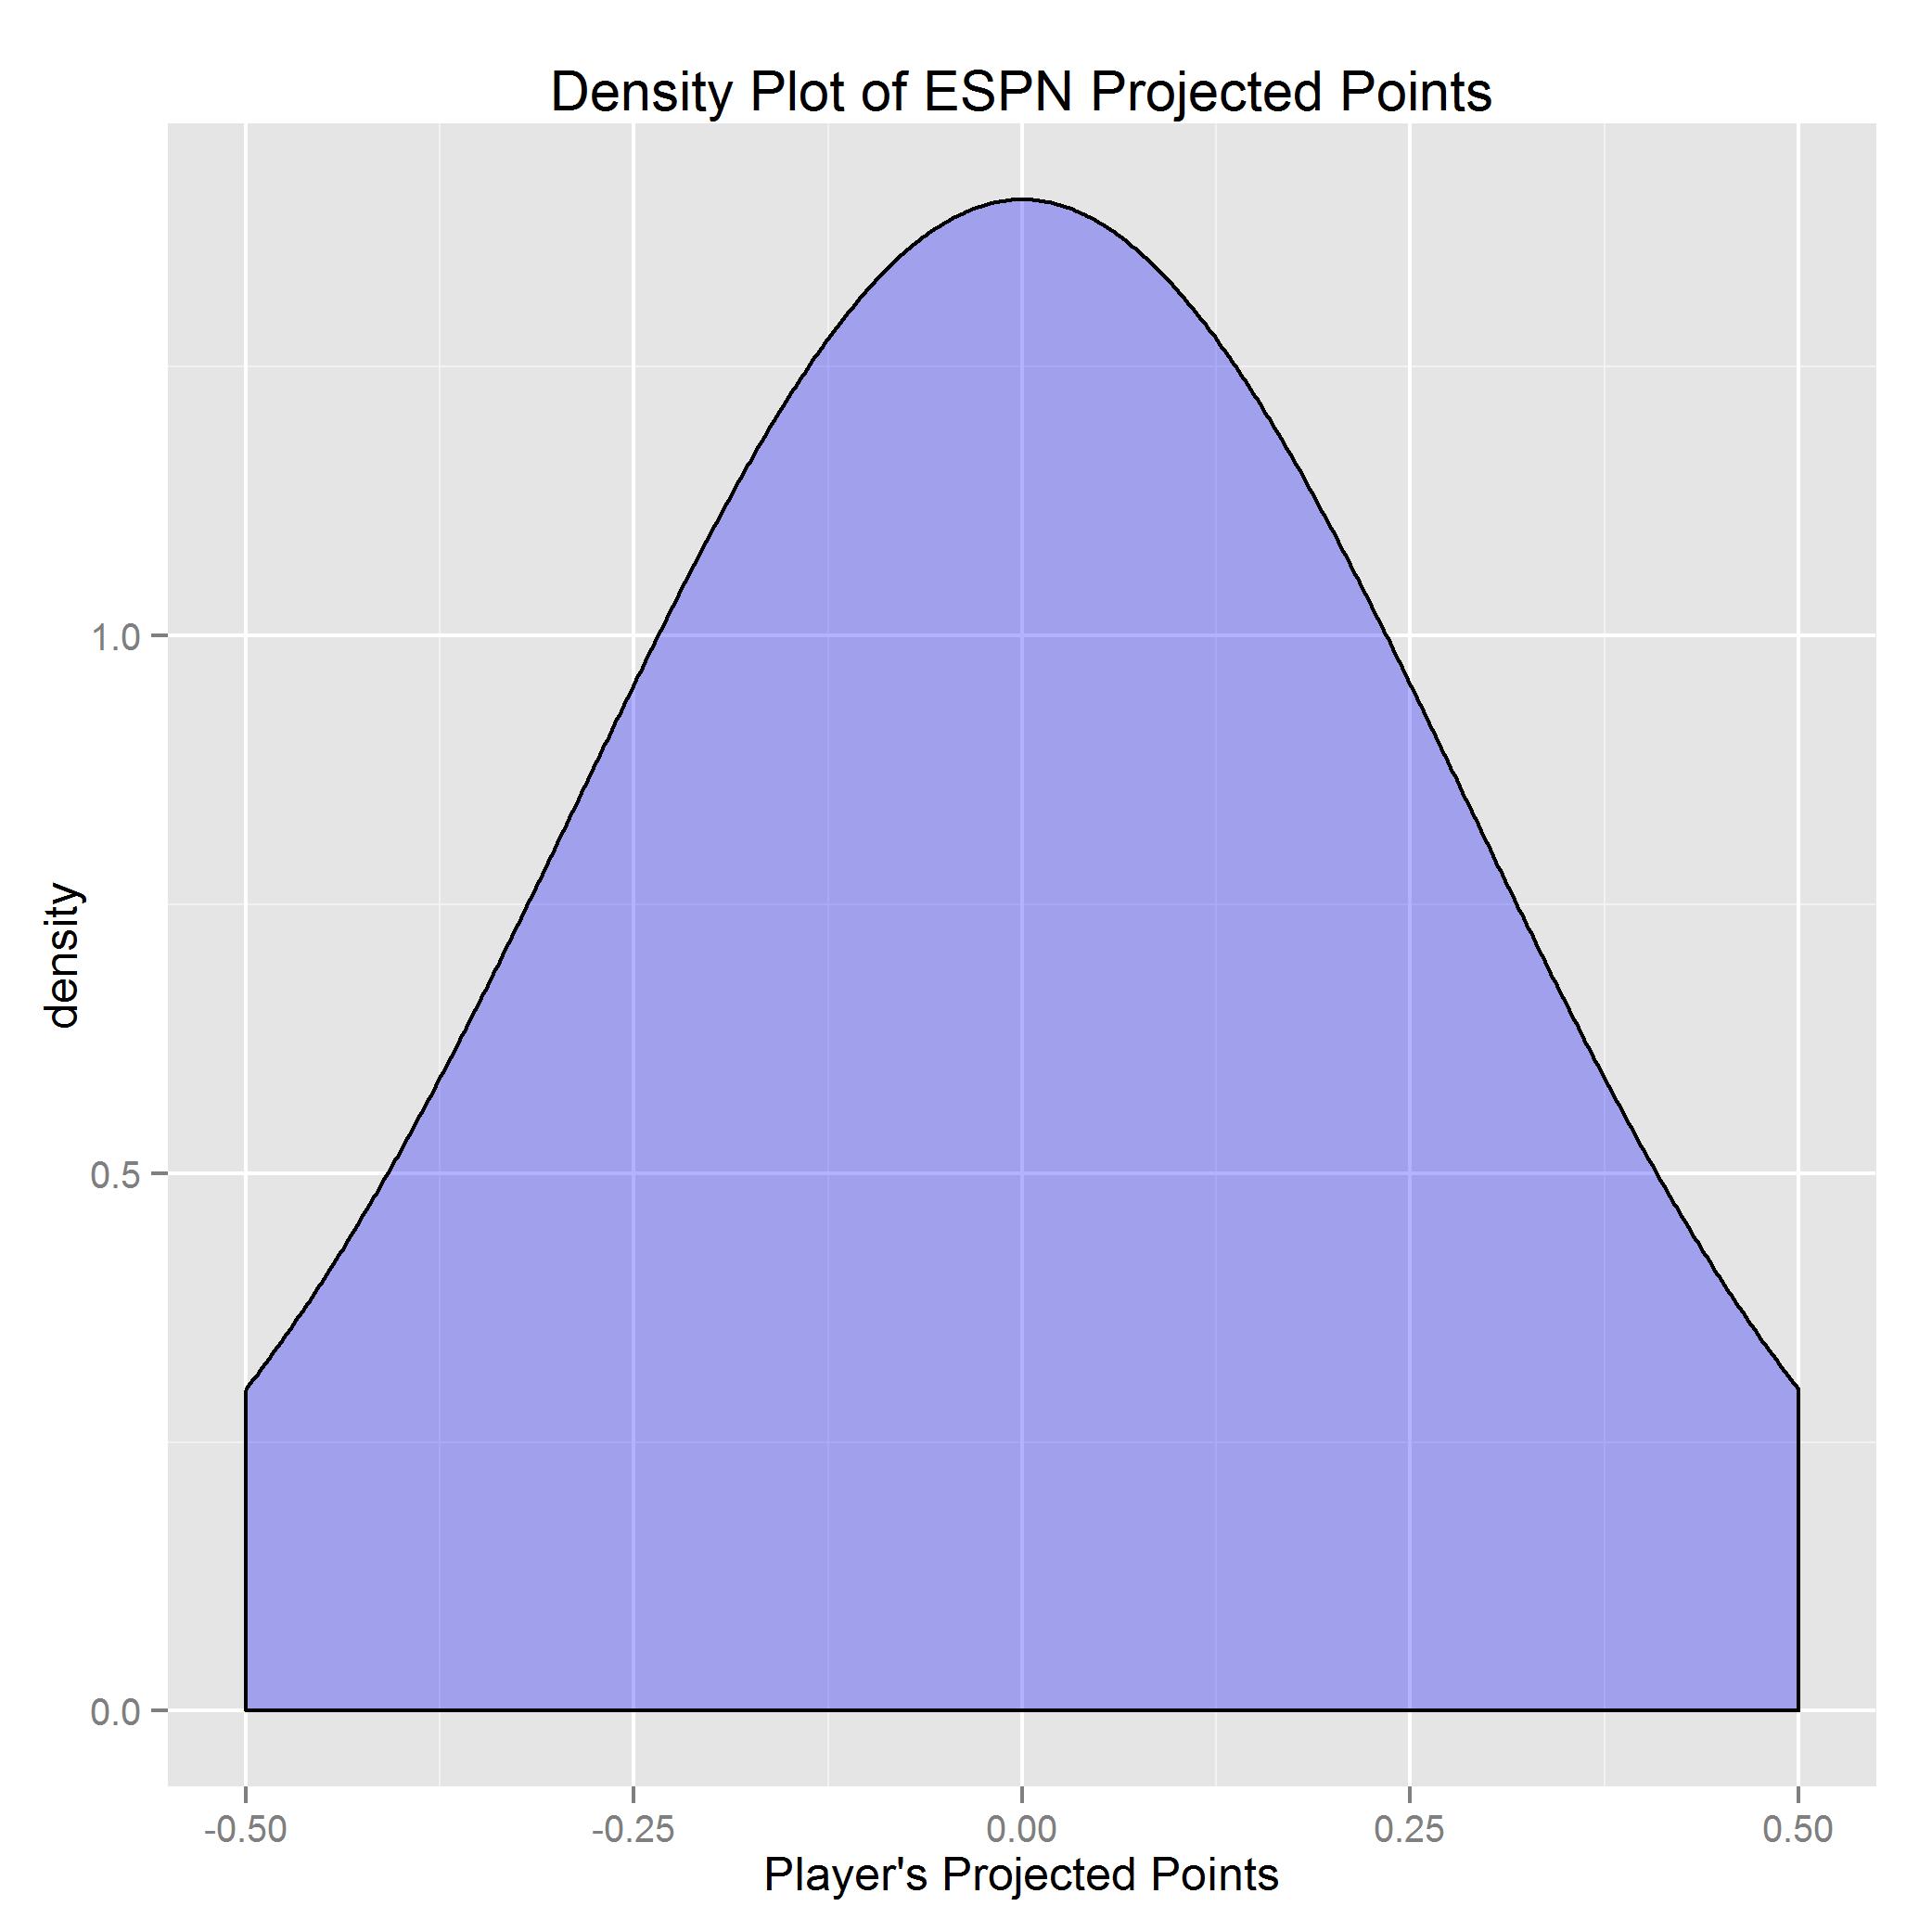 Density Plot of ESPN Projected Points
density
1.0
0.5
0.0
-0.50 -0.25 0.00 0.25 0.50
Player's Projected Points